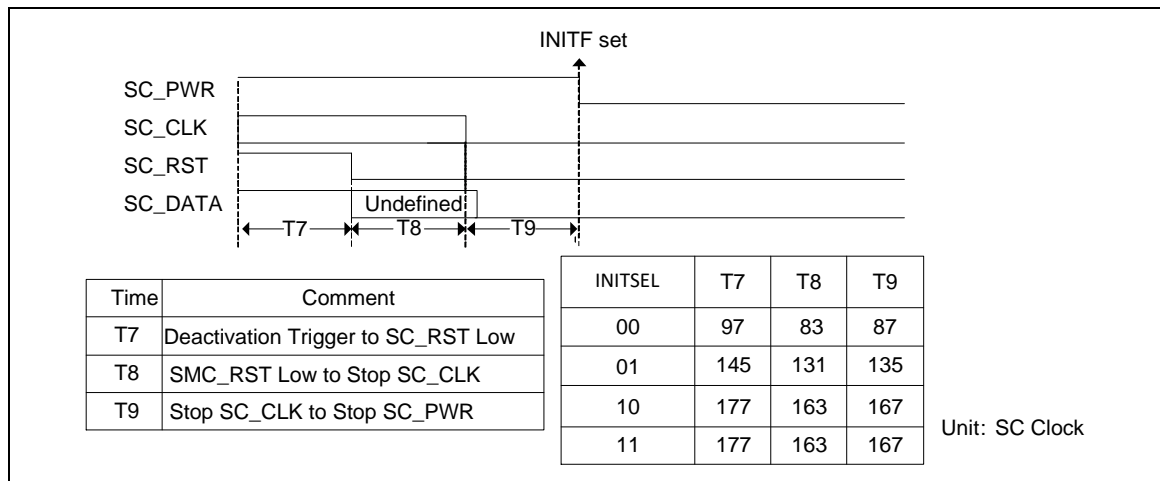 INITF set
SC_PWR
SC_CLK
SC_RST
SC_DATA
Undefined
T7 T8 T9
Time Comment
T7 Deactivation Trigger to SC_RST Low
T8 SMC_RST Low to Stop SC_CLK
T9 Stop SC_CLK to Stop SC_PWR
INITSEL T7 T8 T9
00 97 83 87
01 145 131 135
10 177 163 167
11 177 163 167
Unit: SC Clock